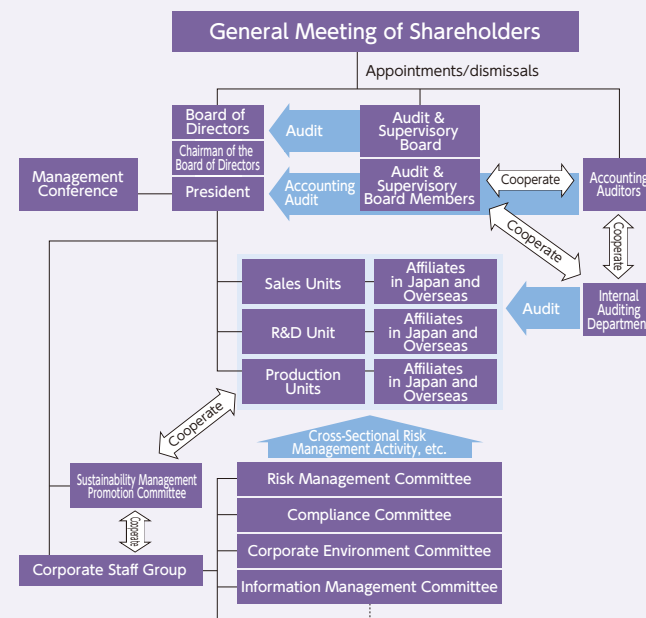 General Meeting of Shareholders
Appointments/dismissals
Board of
Directors
Chairman of the
Board of Directors
President
Audit
Audit &
Supervisory
Board
Management
Conference
Accounting
Audit
Audit &
Supervisory
Board Members
Cooperate
Accounting
Auditors
Cooperate
Cooperate
Sales Units
Affiliates
in Japan and
Overseas
R&D Unit
Affiliates
in Japan and
Overseas
Audit
Internal
Auditing
Department
Production
Units
Affiliates
in Japan and
Overseas
Cooperate
Cross-Sectional Risk
Management Activity, etc.
Sustainability Management
Promotion Committee
Risk Management Committee
Compliance Committee
Cooperate
Corporate Environment Committee
Corporate Staff Group
Information Management Committee